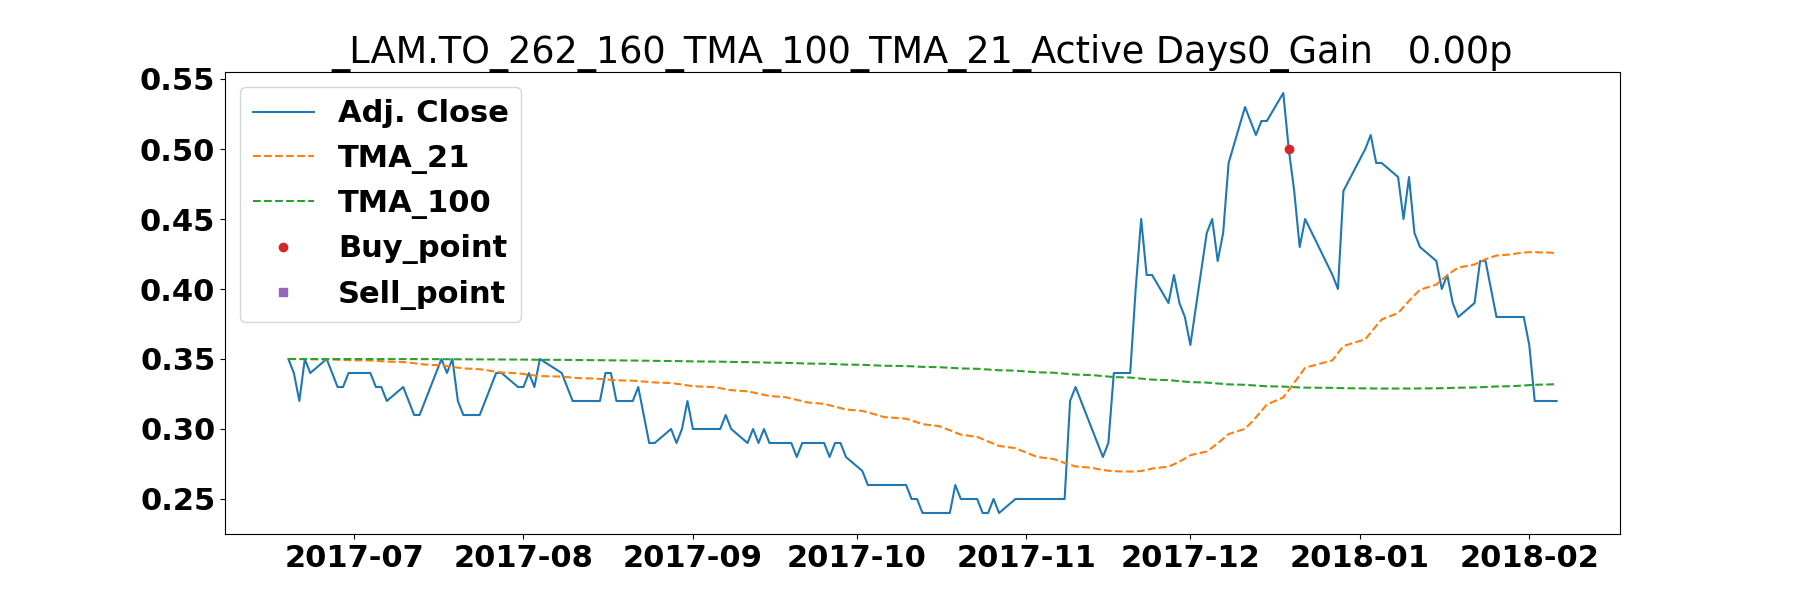 _LAM.TO_262_160_TMA_100_TMA_21_Active Days0_Gain   0.00p
0.55
0.50
0.45
0.40
0.35
0.30
0.25
Adj. Close
TMA_21
TMA_100
Buy_point
Sell_point
2017-07 2017-08 2017-09 2017-10 2017-11 2017-12 2018-01 2018-02